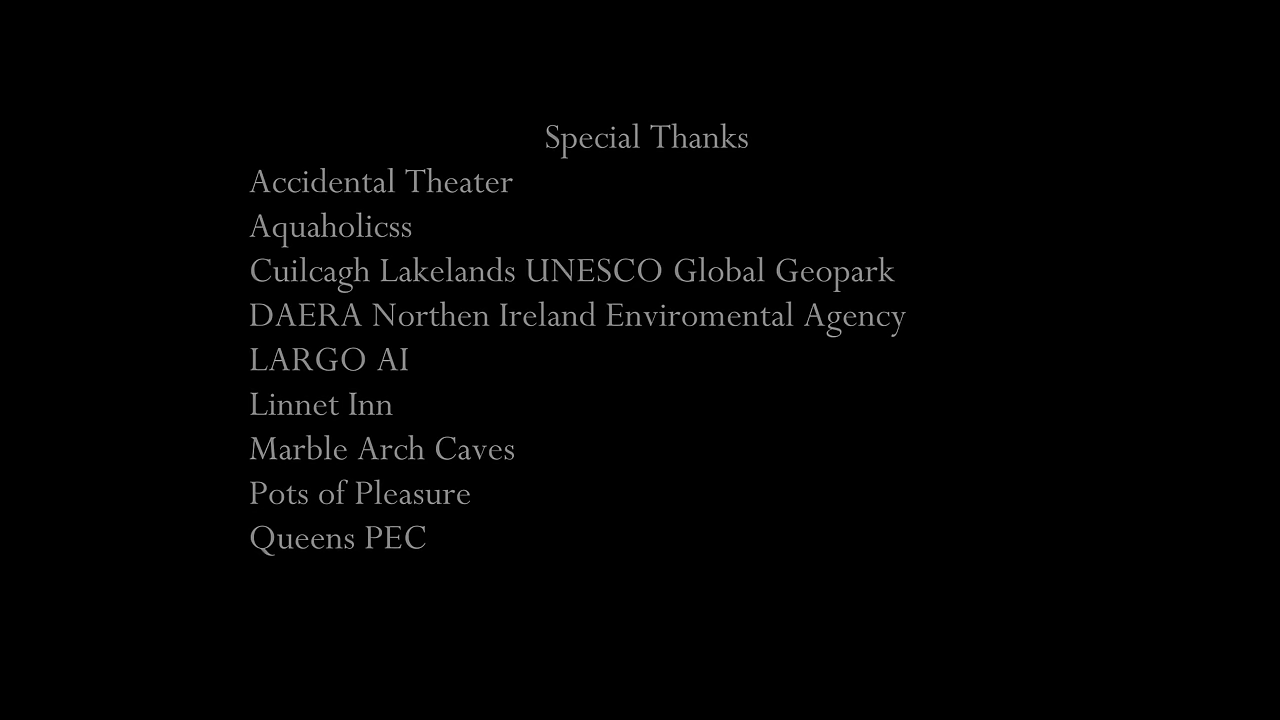 Special Thanks
Accidental Theater
Aquaholicss
Cuilcagh Lakelands UNESCO Global Geopark
DAERA Northen Ireland Enviromental Agency
LARGO AI
Linnet Inn
Marble Arch Caves
Pots of Pleasure
Queens PEC